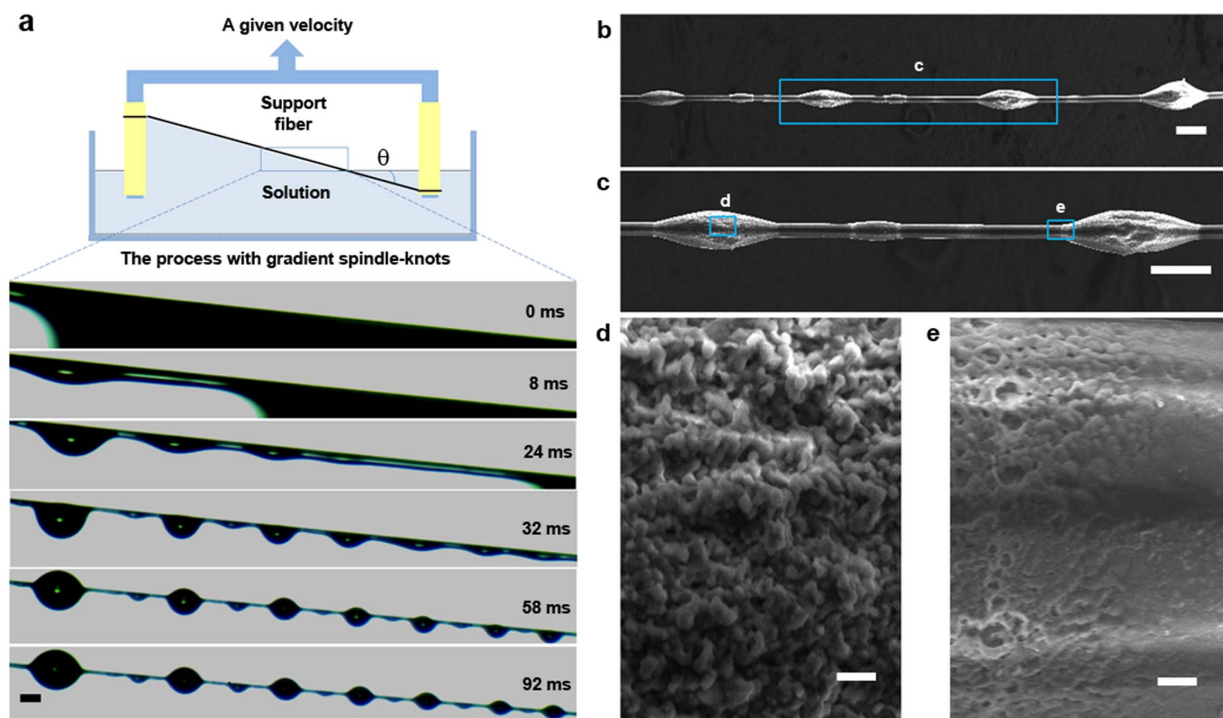 a
A given velocity
Support
fiber
θ
Solution
The process with gradient spindle-knots
0 ms
8 ms
24 ms
32 ms
58 ms
92 ms
b
c
c
d
e
d
e